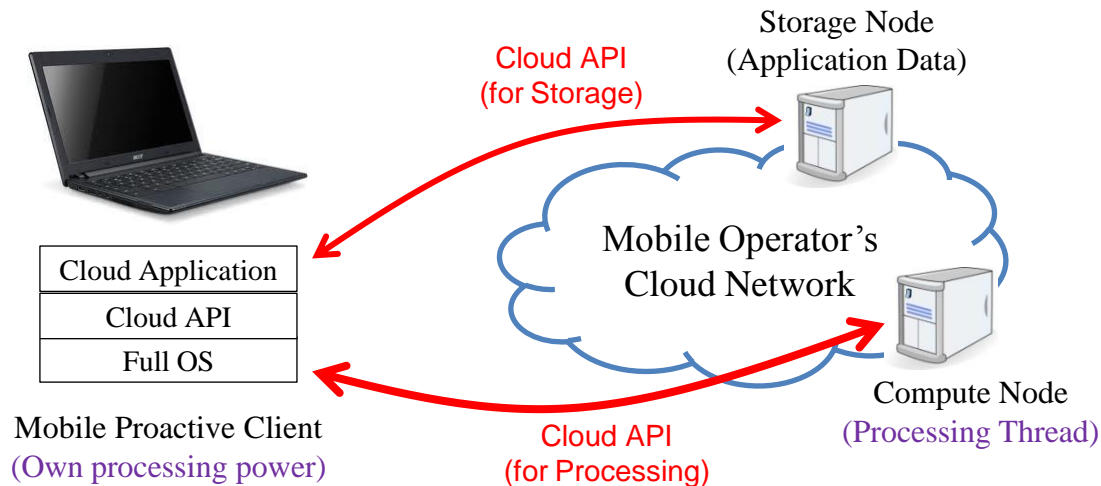 Storage Node
(Application Data)
Cloud API
(for Storage)
acer
Mobile Operator’s
Cloud Network
Cloud Application
Cloud API
Full OS
Mobile Proactive Client
(Own processing power)
Cloud API
(for Processing)
Compute Node
(Processing Thread)